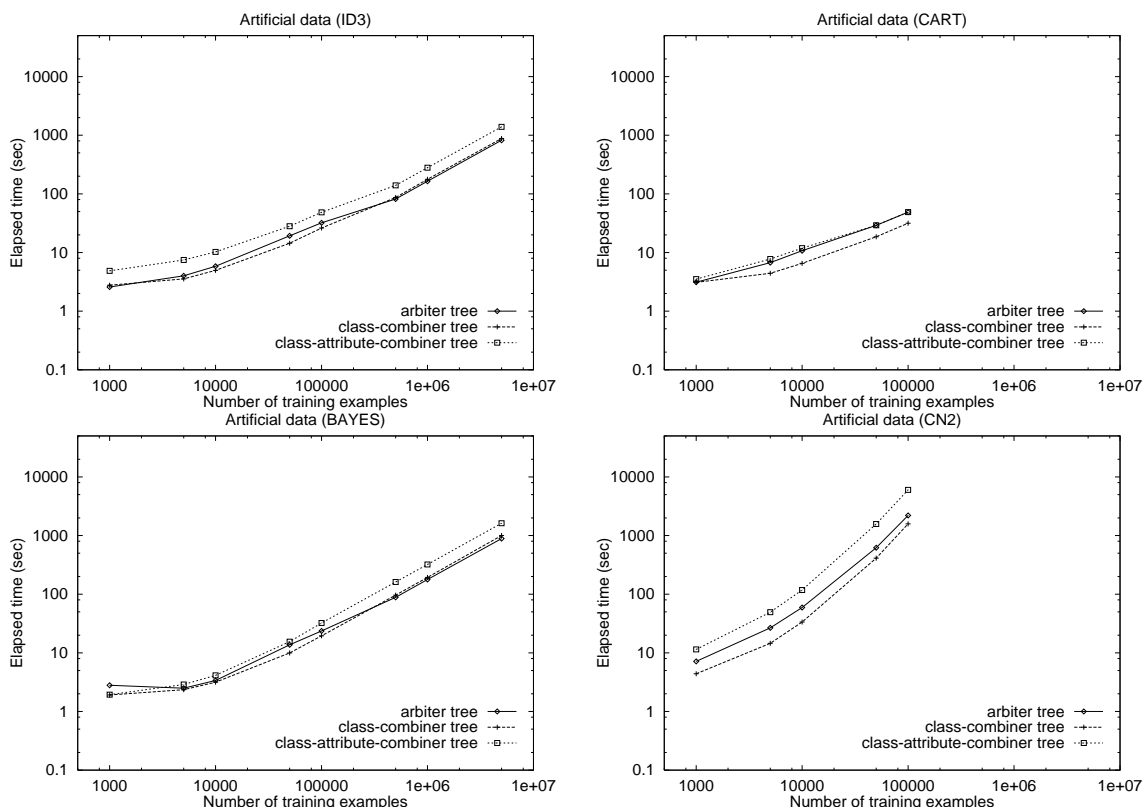 Artificial data (ID3)
10000
1000
100
10
1
0.1
Elapsed time (sec)
arbiter tree
class-combiner tree
class-attribute-combiner tree
1000 10000 100000 1e+06 1e+07
Number of training examples
Artificial data (CART)
10000
1000
100
10
1
0.1
Elapsed time (sec)
arbiter tree
class-combiner tree
class-attribute-combiner tree
1000 10000 100000 1e+06 1e+07
Number of training examples
Artificial data (BAYES)
10000
1000
100
10
1
0.1
Elapsed time (sec)
arbiter tree
class-combiner tree
class-attribute-combiner tree
1000 10000 100000 1e+06 1e+07
Number of training examples
Artificial data (CN2)
10000
1000
100
10
1
0.1
Elapsed time (sec)
arbiter tree
class-combiner tree
class-attribute-combiner tree
1000 10000 100000 1e+06 1e+07
Number of training examples